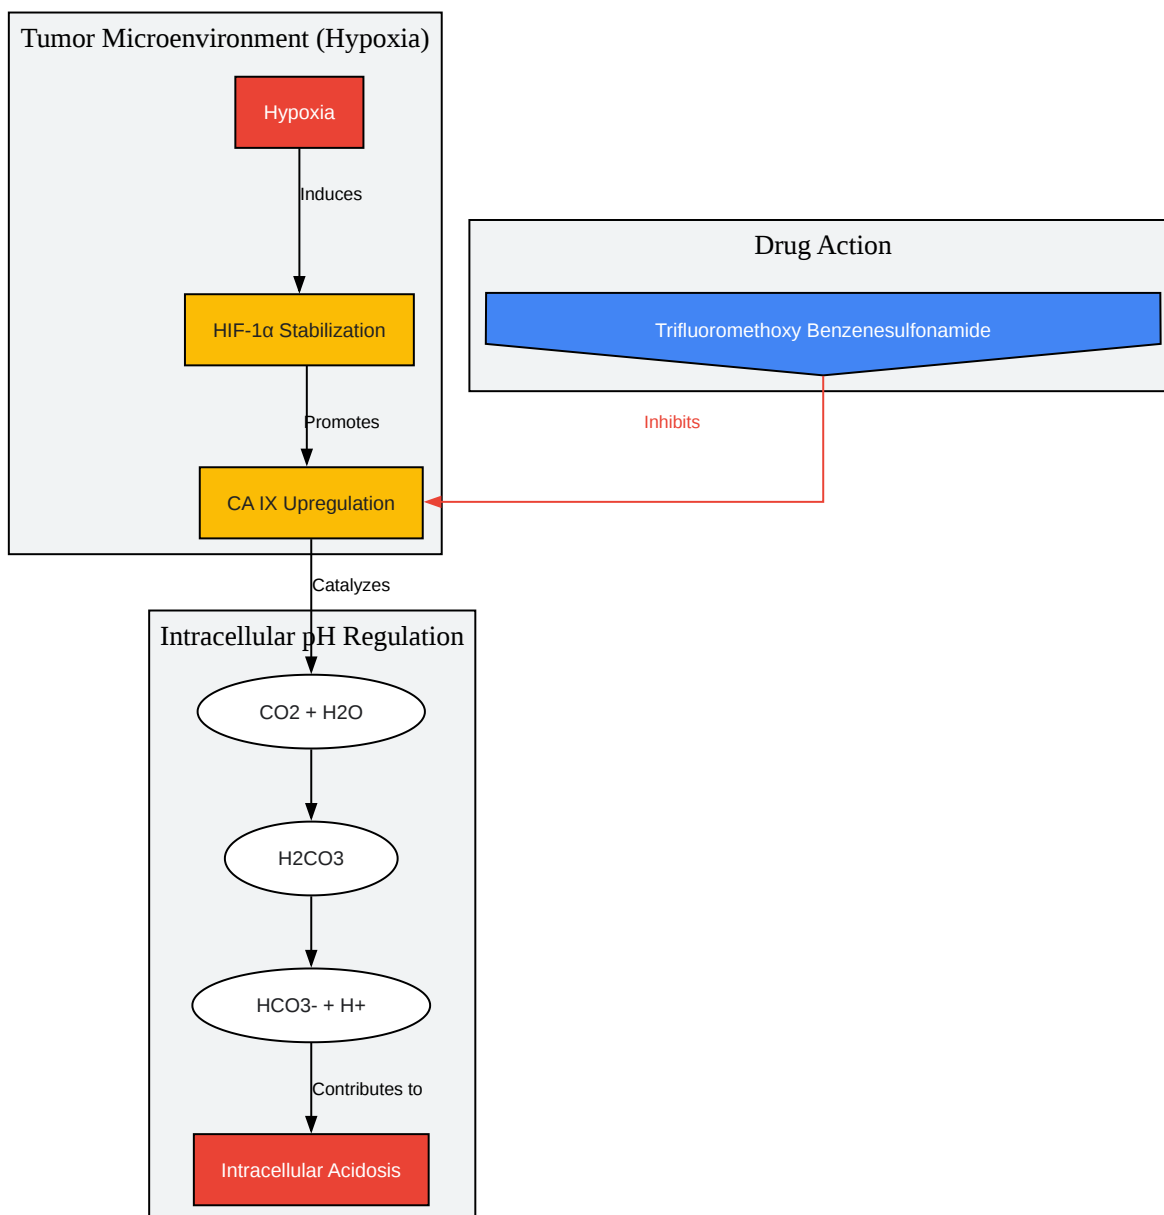 Tumor Microenvironment (Hypoxia)
Hypoxia
Induces
Drug Action
HIF-1α Stabilization
Trifluoromethoxy Benzenesulfonamide
Promotes
Inhibits
CA IX Upregulation
Catalyzes
Intracellular pH Regulation
CO2 + H2O
H2CO3
HCO3- + H+
Contributes to
Intracellular Acidosis